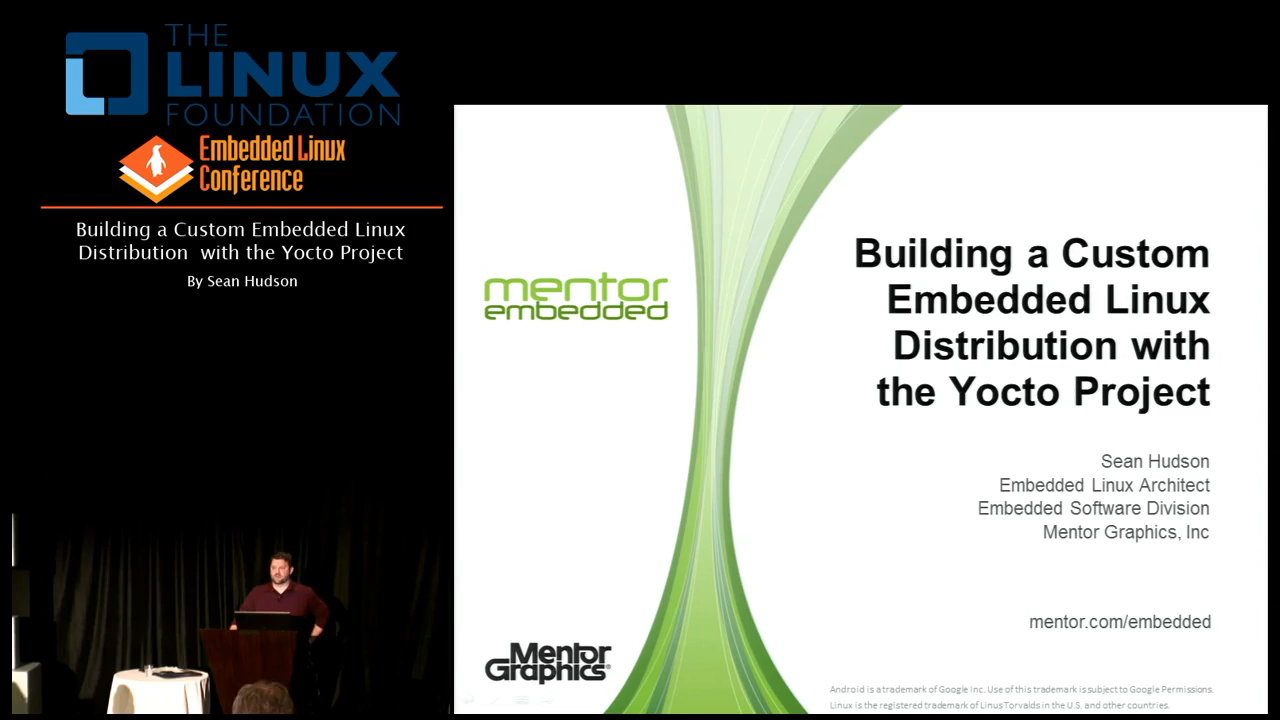 THE
LINUX
FOUNDATION
Embedded Linux
Conference
Building a Custom Embedded Linux
Distribution with the Yocto Project
By Sean Hudson
mentor
embedded
Building a Custom
Embedded Linux
Distribution with
the Yocto Project
Sean Hudson
Embedded Linux Architect
Embedded Software Division
Mentor Graphics, Inc
mentor.com/embedded
Mentor
Graphics®
Android is a trademark of Google Inc. Use of this trademark is subject to Google Permissions.
Linux is the registered trademark of Linus Torvalds in the U.S. and other countries.